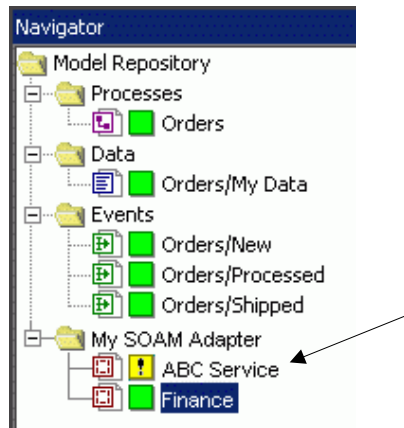 Navigator
Model Repository
Processes
Orders
Data
Orders/My Data
Events
Orders/New
Orders/Processed
Orders/Shipped
My SOAM Adapter
! ABC Service
Finance